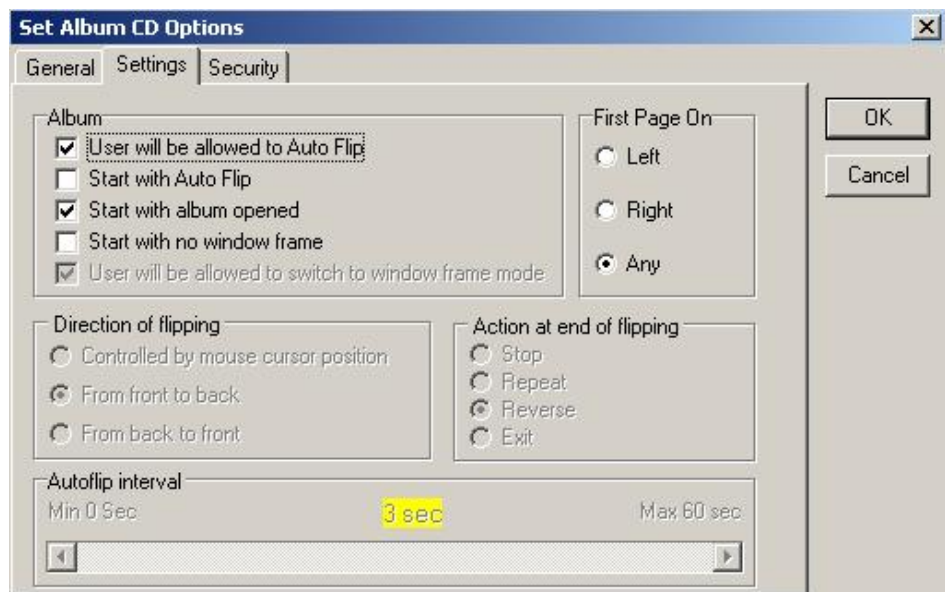 Set Album CD Options
General Settings Security
Album
User will be allowed to Auto Flip
Start with Auto Flip
Start with album opened
Start with no window frame
User will be allowed to switch to window frame mode
First Page On
Left
Right
Any
OK
Cancel
Direction of flipping
Controlled by mouse cursor position
From front to back
From back to front
Action at end of flipping
Stop
Repeat
Reverse
Exit
Autoflip interval
Min 0 Sec 3 sec Max 60 sec